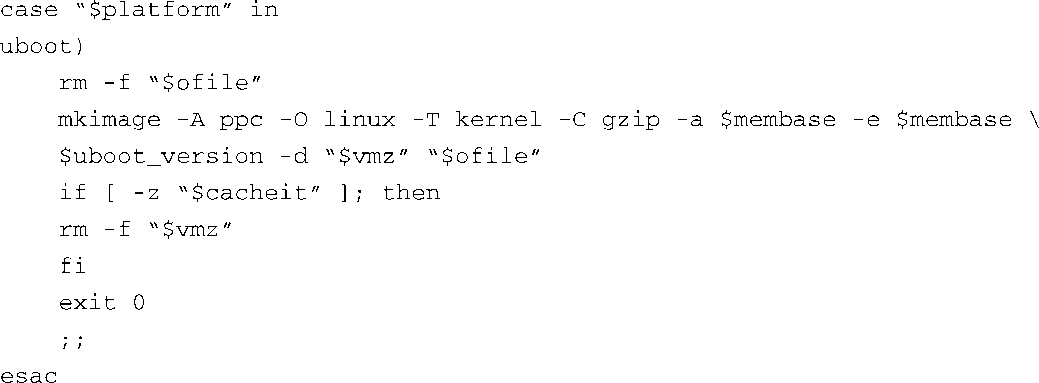 case “$platform” in
uboot)
rm -f “$ofile”
mkimage -A ppc -O linux -T kernel -C gzip -a $membase -e $membase \
$uboot_version -d “$vmz” “$ofile”
if [ -z “$cacheit” ]; then
rm -f “$vmz”
fi
exit 0
;;
esac